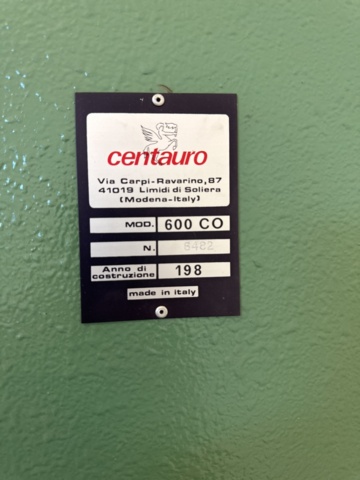 centauro
Via Carpi-Ravarino,87
41019 Limidi di Soliera
(Modena-Italy)
MOD. 600 CO
N.
Anno di
costruzione 198
made in italy